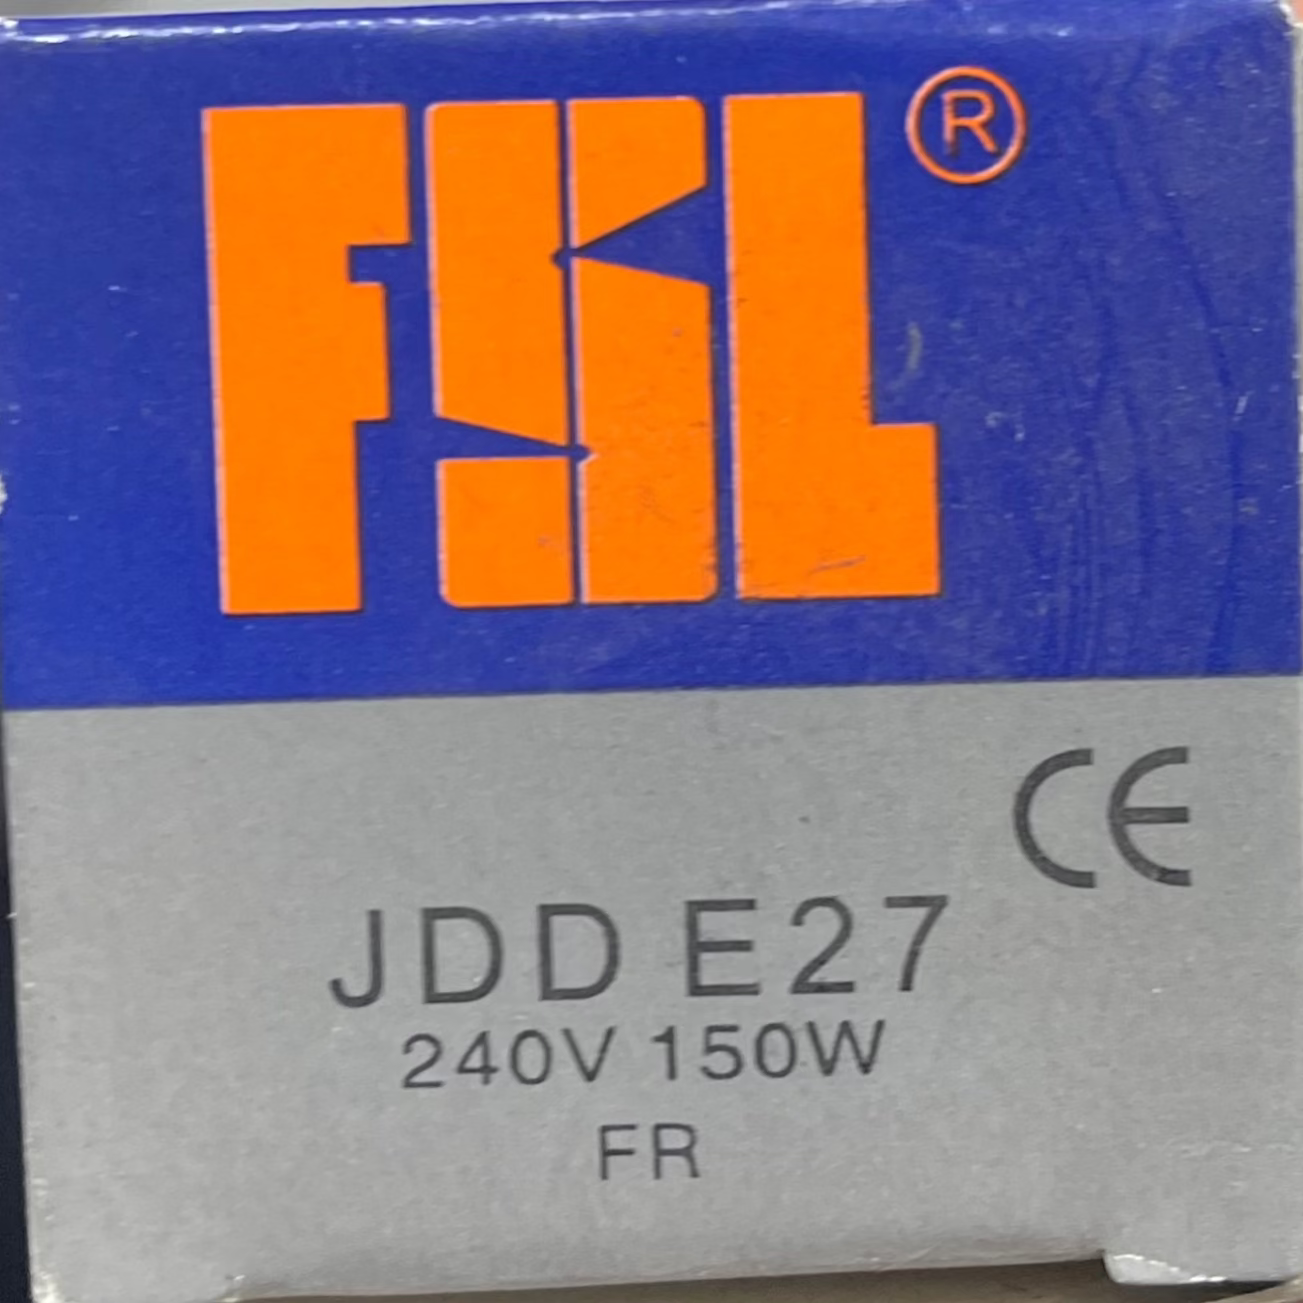 FSL®
CE
JDD E27
240V 150W
FR